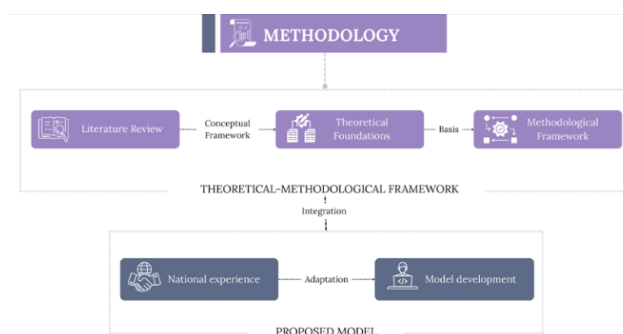 METHODOLOGY
Literature Review
Conceptual
Framework
Theoretical
Foundations
Basis
Methodological
Framework
THEORETICAL-METHODOLOGICAL FRAMEWORK
Integration
National experience
Adaptation
Model development
PROPOSED MODEL